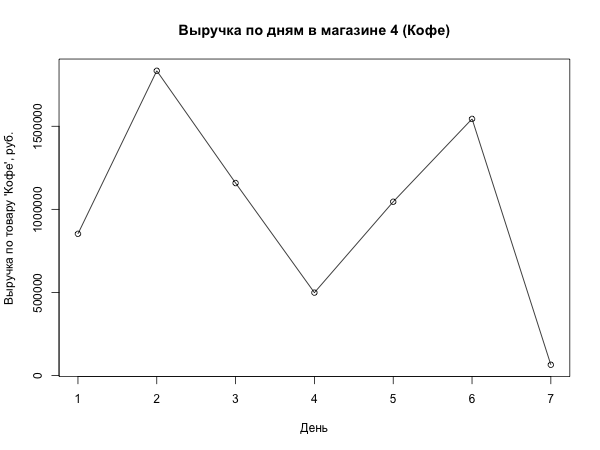 Выручка по дням в магазине 4 (Кофе)
Выручка по товару 'Кофе', руб.
1500000
1000000
500000
0
1 2 3 4 5 6 7
День